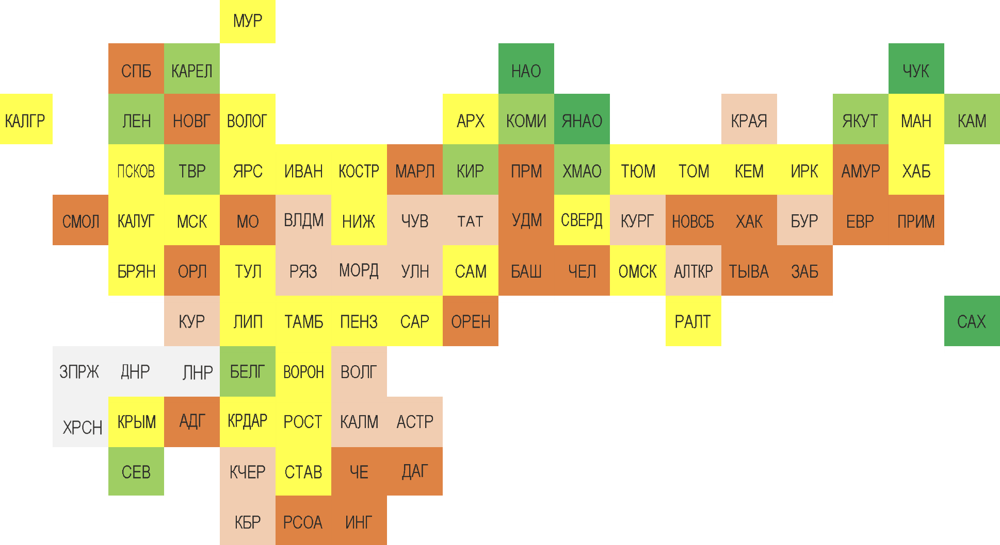 МУР
СПБ КАРЕЛ НАО ЧУК
КАЛГР ЛЕН НОВГ ВОЛОГ АРХ КОМИ ЯНАО КРАЯ ЯКУТ МАН КАМ
ПСКОВ ТВР ЯРС ИВАН КОСТР МАРЛ КИР ПРМ ХМАО ТЮМ ТОМ КЕМ ИРК АМУР ХАБ
СМОЛ КАЛУГ МСК МО ВЛДМ НИЖ ЧУВ ТАТ УДМ СВЕРД КУРГ НОВСБ ХАК БУР ЕВР ПРИМ
БРЯН ОРЛ ТУЛ РЯЗ МОРД УЛН САМ БАШ ЧЕЛ ОМСК АЛТКР ТЫВА ЗАБ
КУР ЛИП ТАМБ ПЕНЗ САР ОРЕН РАЛТ САХ
ЗПРЖ ДНР ЛНР БЕЛГ ВОРОН ВОЛГ
ХРСН КРЫМ АДГ КРДАР РОСТ КАЛМ АСТР
СЕВ КЧЕР СТАВ ЧЕ ДАГ
КБР РСОА ИНГ